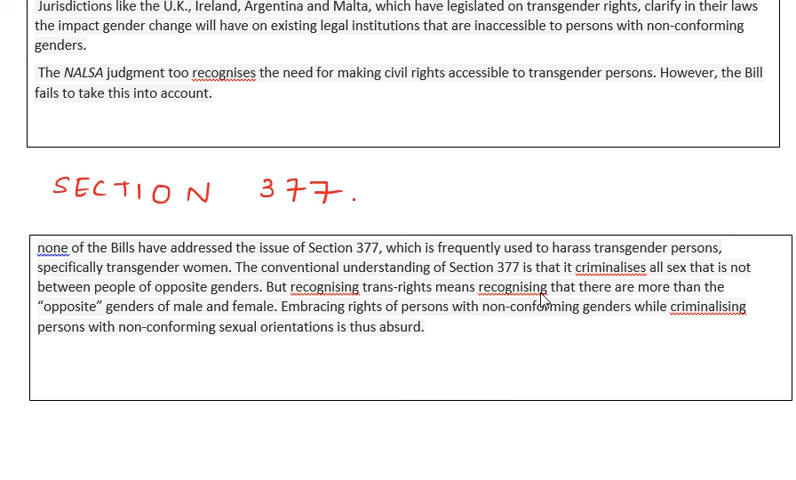 Jurisdictions like the U.K., Ireland, Argentina and Malta, which have legislated on transgender rights, clarify in their laws
the impact gender change will have on existing legal institutions that are inaccessible to persons with non-conforming
genders.
The NALSA judgment too recognises the need for making civil rights accessible to transgender persons. However, the Bill
fails to take this into account.
SECTION 377.
none of the Bills have addressed the issue of Section 377, which is frequently used to harass transgender persons,
specifically transgender women. The conventional understanding of Section 377 is that it criminalises all sex that is not
between people of opposite genders. But recognising trans-rights means recognising that there are more than the
“opposite” genders of male and female. Embracing rights of persons with non-conforming genders while criminalising
persons with non-conforming sexual orientations is thus absurd.